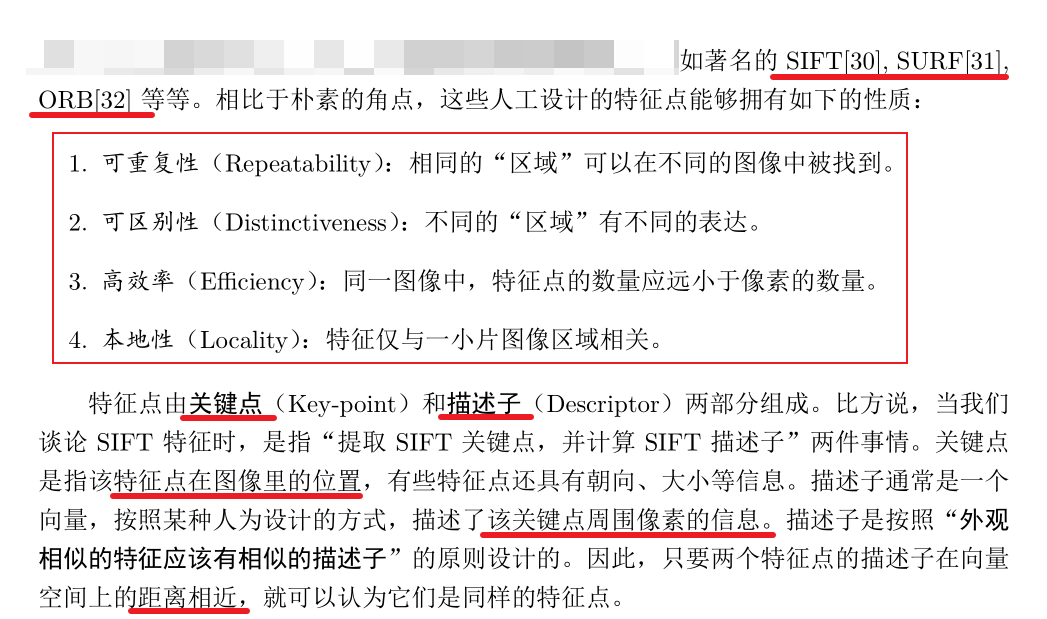 如著名的 SIFT[30], SURF[31],
ORB[32] 等等。相比于朴素的角点，这些人工设计的特征点能够拥有如下的性质：
1. 可重复性（Repeatability）：相同的“区域”可以在不同的图像中被找到。
2. 可区别性（Distinctiveness）：不同的“区域”有不同的表达。
3. 高效率（Efficiency）：同一图像中，特征点的数量应远小于像素的数量。
4. 本地性（Locality）：特征仅与一小片图像区域相关。
特征点由关键点（Key-point）和描述子（Descriptor）两部分组成。比方说，当我们
谈论 SIFT 特征时，是指“提取 SIFT 关键点，并计算 SIFT 描述子”两件事情。关键点
是指该特征点在图像里的位置，有些特征点还具有朝向、大小等信息。描述子通常是一个
向量，按照某种人为设计的方式，描述了该关键点周围像素的信息。描述子是按照“外观
相似的特征应该有相似的描述子”的原则设计的。因此，只要两个特征点的描述子在向量
空间上的距离相近，就可以认为它们是同样的特征点。